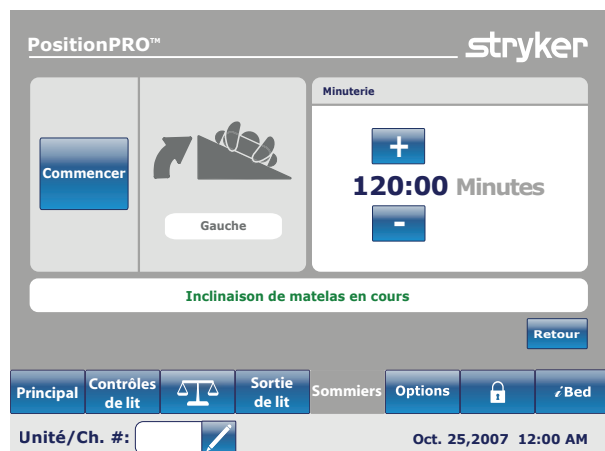 PositionPRO™
stryker
Commencer
Gauche
Minuterie
+
120:00 Minutes
-
Inclinaison de matelas en cours
Retour
Principal
Contrôles
de lit
Sortie
de lit
Sommiers
Options
iBed
Unité/Ch. #:
Oct. 25,2007 12:00 AM